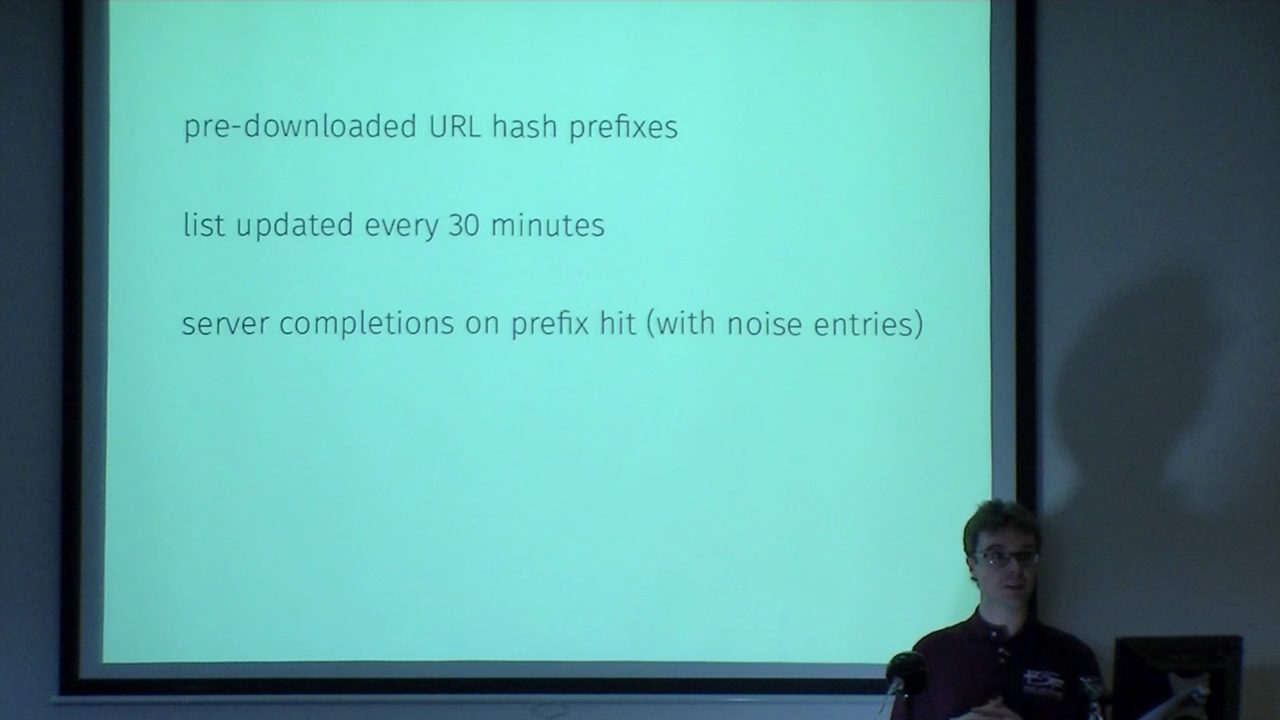 pre-downloaded URL hash prefixes
list updated every 30 minutes
server completions on prefix hit (with noise entries)